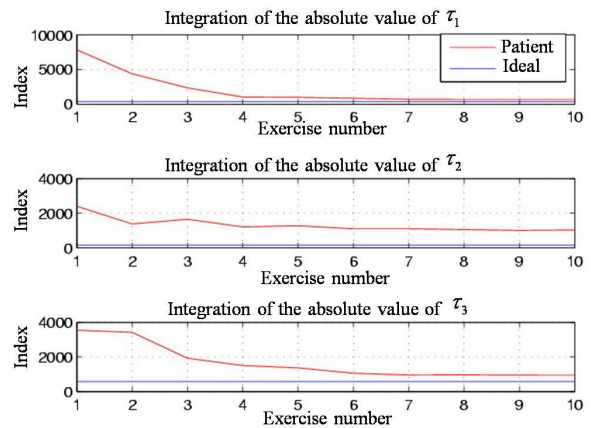 Integration of the absolute value of τ1
10000
5000
0
Index
Patient
Ideal
1 2 3 4 5 6 7 8 9 10
Exercise number
Integration of the absolute value of τ2
4000
2000
0
Index
1 2 3 4 5 6 7 8 9 10
Exercise number
Integration of the absolute value of τ3
4000
2000
0
Index
1 2 3 4 5 6 7 8 9 10
Exercise number